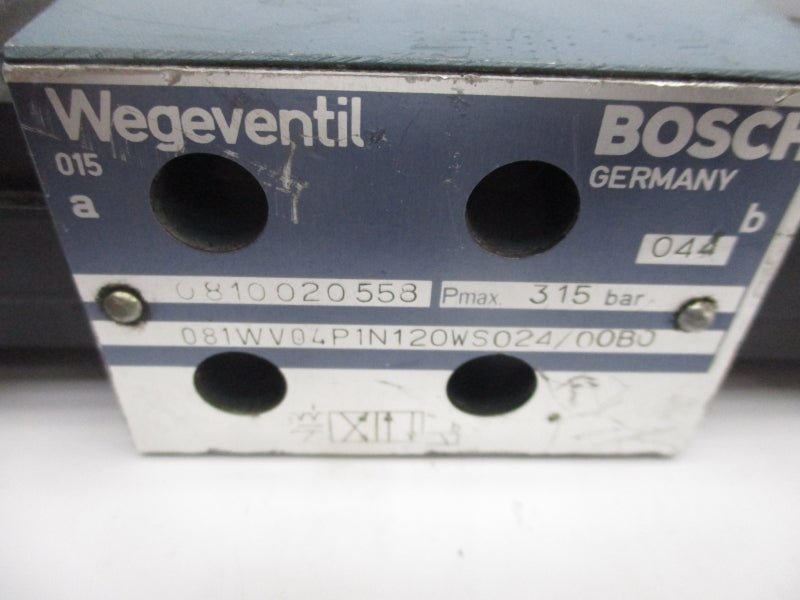 Wegeventil BOSCH
015 GERMANY
a b
044
0810020558 Pmax. 315 bar
081WV04P1N120WS024/00B0